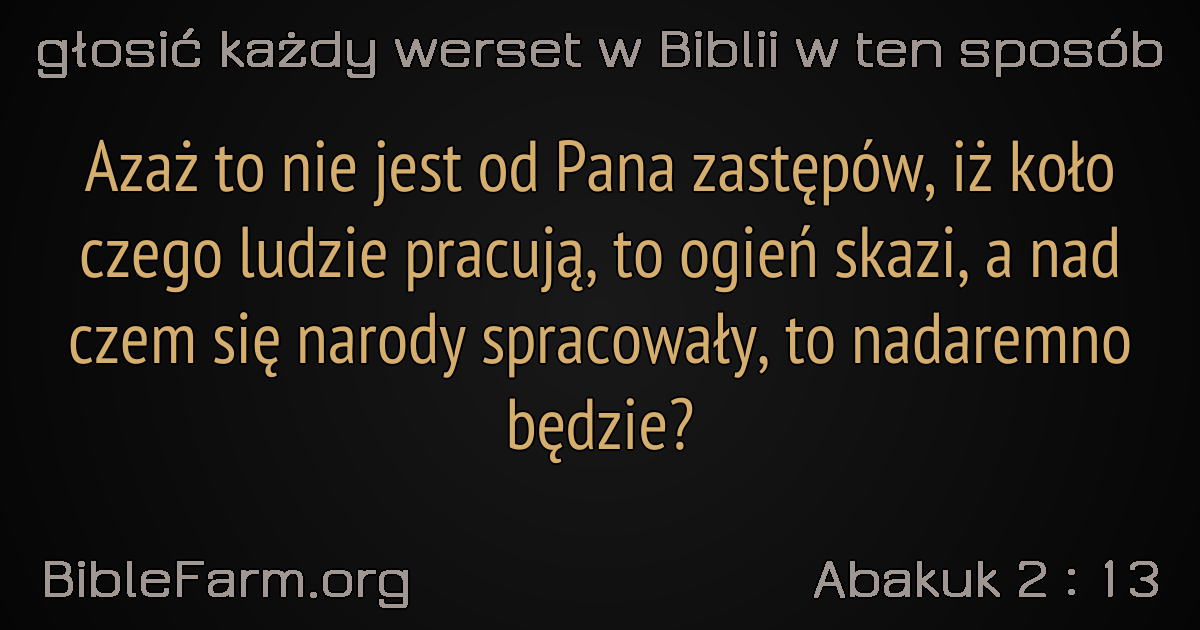 głosić każdy werset w Biblii w ten sposób
Azaż to nie jest od Pana zastępów, iż koło
czego ludzie pracują, to ogień skazi, a nad
czem się narody spracowały, to nadaremno
będzie?
BibleFarm.org
Abakuk 2 : 13